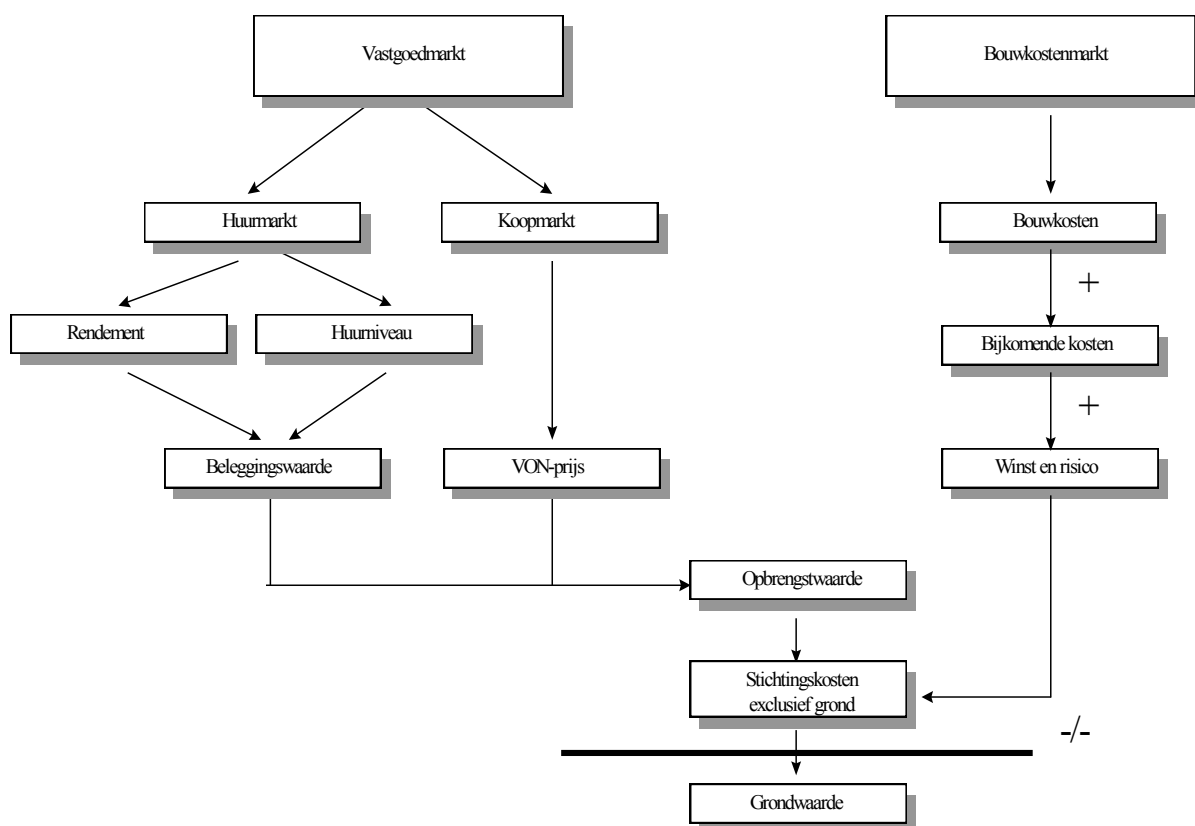 Vastgoedmarkt
Bouwkostenmarkt
Huurmarkt
Koopmarkt
Bouwkosten
+
Rendement
Huurniveau
Bijkomende kosten
+
Beleggingswaarde
VON-prijs
Winst en risico
Opbrengstwaarde
Stichtingskosten
exclusief grond
-/-
Grondwaarde